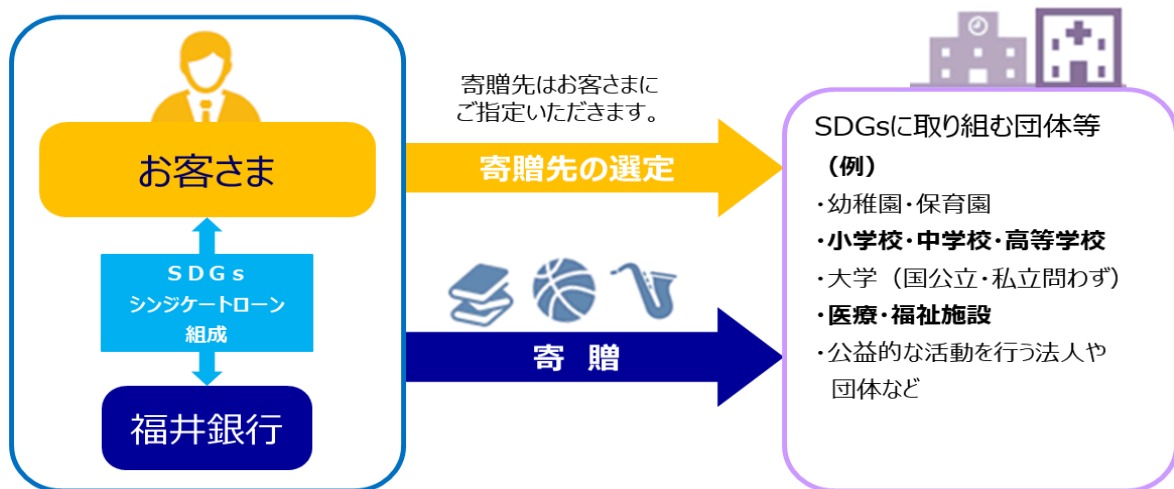 お客さま
SDGs
シンジケートローン
組成
福井銀行
寄贈先はお客さまに
ご指定いただきます。
寄贈先の選定
寄 贈
SDGsに取り組む団体等
（例）
・幼稚園・保育園
・小学校・中学校・高等学校
・大学（国公立・私立問わず）
・医療・福祉施設
・公益的な活動を行う法人や
団体など